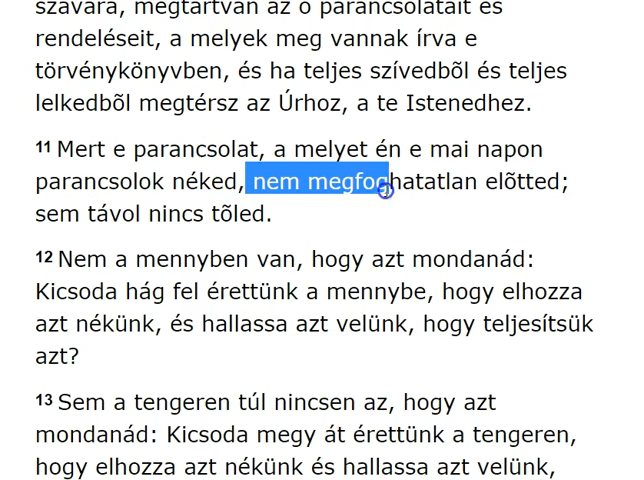 szavára, megtartván az õ parancsolatait és
rendeléseit, a melyek meg vannak írva e
törvénykönyvben, és ha teljes szívedbõl és teljes
lelkedbõl megtérsz az Úrhoz, a te Istenedhez.
11 Mert e parancsolat, a melyet én e mai napon
parancsolok néked, nem megfoghatatlan elõtted;
sem távol nincs tõled.
12 Nem a mennyben van, hogy azt mondanád:
Kicsoda hág fel érettünk a mennybe, hogy elhozza
azt nékünk, és hallassa azt velünk, hogy teljesítsük
azt?
13 Sem a tengeren túl nincsen az, hogy azt
mondanád: Kicsoda megy át érettünk a tengeren,
hogy elhozza azt nékünk és hallassa azt velünk,